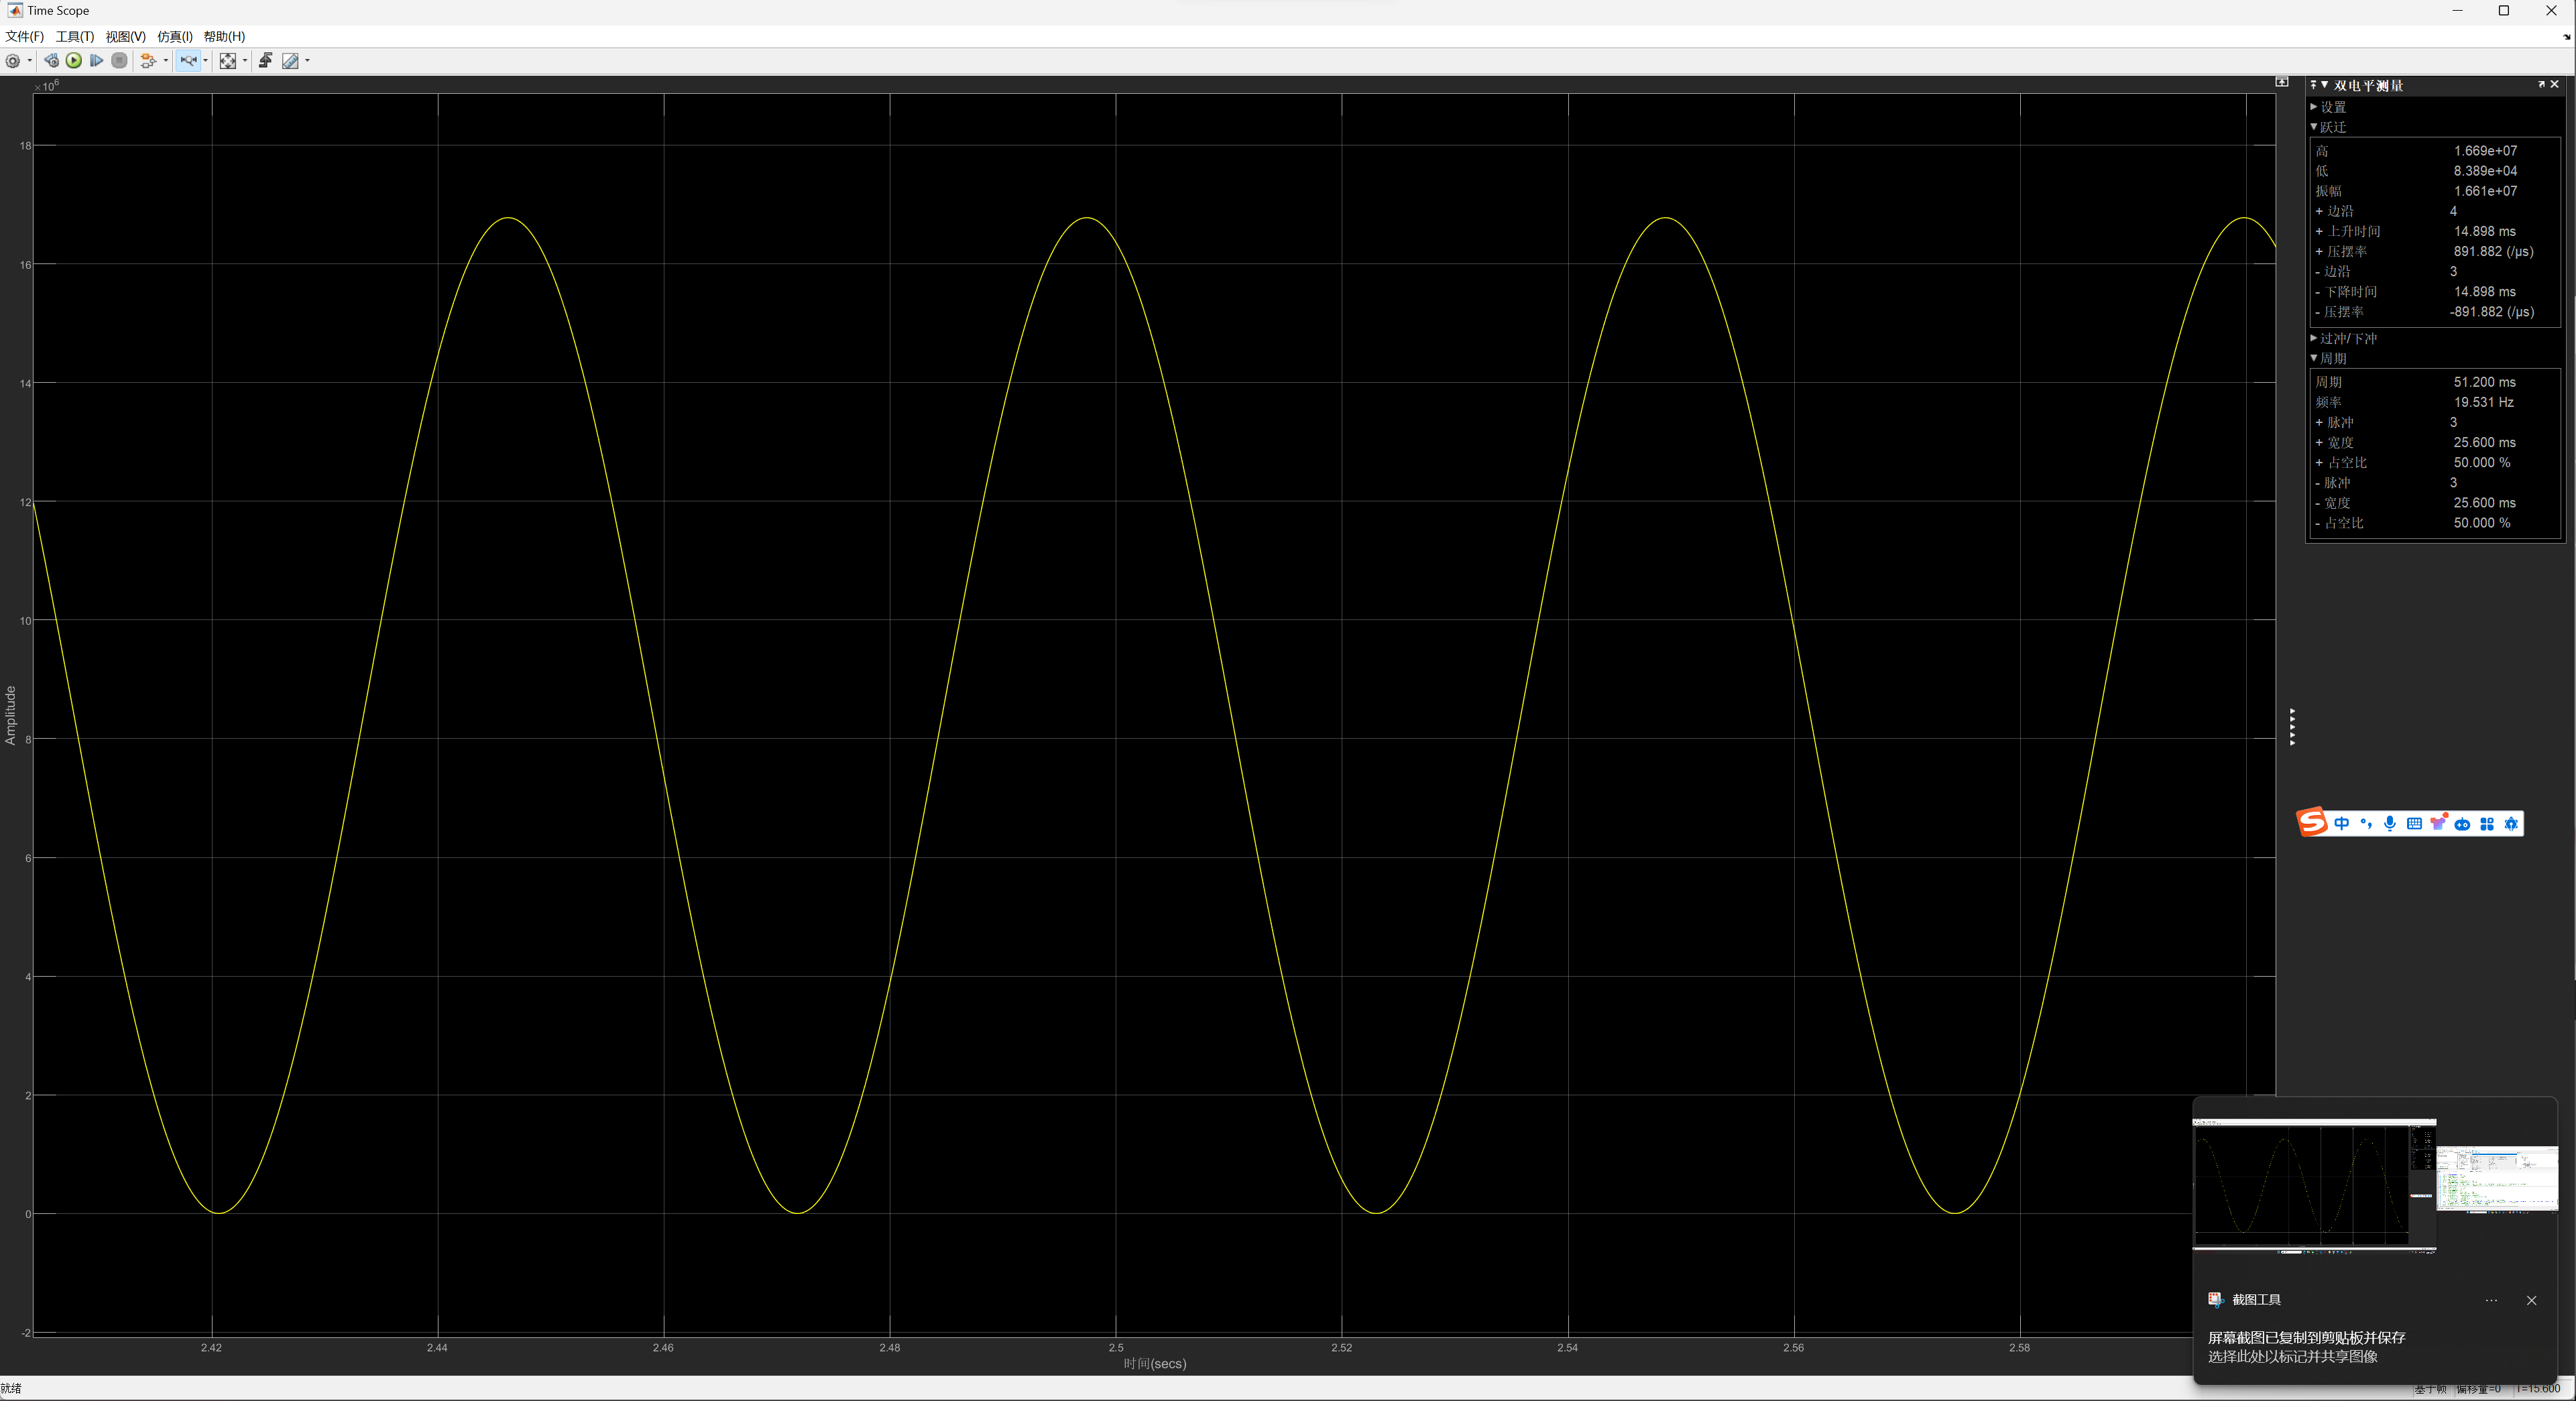 Time Scope
文件(F) 工具(T) 视图(V) 仿真(I) 帮助(H)
×10⁶
18
16
14
12
10
8
6
4
2
0
-2
Amplitude
2.42 2.44 2.46 2.48 2.5 2.52 2.54 2.56 2.58
时间(secs)
双电平测量
设置
跃迁
高 1.669e+07
低 8.389e+04
振幅 1.661e+07
+ 边沿 4
+ 上升时间 14.898 ms
+ 压摆率 891.882 (/µs)
- 边沿 3
- 下降时间 14.898 ms
- 压摆率 -891.882 (/µs)
过冲/下冲
周期
周期 51.200 ms
频率 19.531 Hz
+ 脉冲 3
+ 宽度 25.600 ms
+ 占空比 50.000 %
- 脉冲 3
- 宽度 25.600 ms
- 占空比 50.000 %
S 中
截图工具
屏幕截图已复制到剪贴板并保存
选择此处以标记并共享图像
就绪
基于帧 偏移量=0 T=15.600